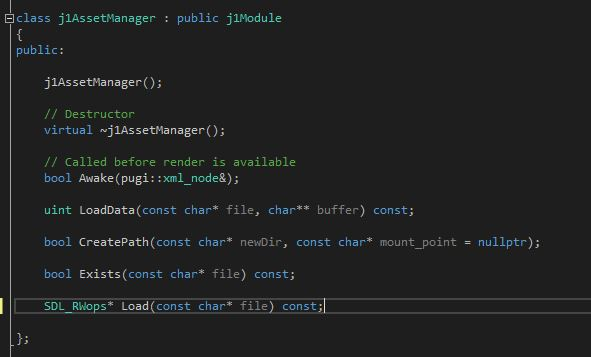 class j1AssetManager : public j1Module
{
public:
j1AssetManager();
// Destructor
virtual ~j1AssetManager();
// Called before render is available
bool Awake(pugi::xml_node&);
uint LoadData(const char* file, char** buffer) const;
bool CreatePath(const char* newDir, const char* mount_point = nullptr);
bool Exists(const char* file) const;
SDL_RWops* Load(const char* file) const;
};